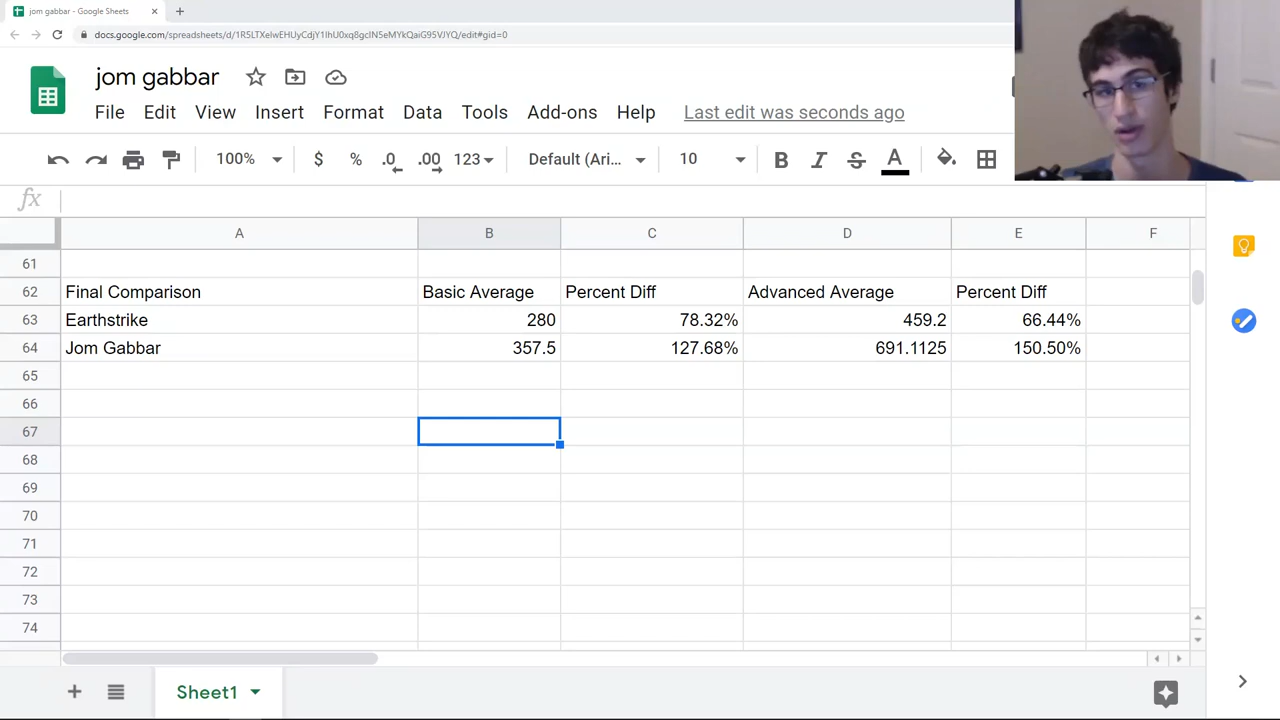 jom gabbar - Google Sheets
docs.google.com/spreadsheets/d/1R5LTXelwEHUyCdjY1IhU0xq8gclN5eMYkQaiG95VJYQ/edit#gid=0
jom gabbar
File Edit View Insert Format Data Tools Add-ons Help Last edit was seconds ago
100% $ % .0 .00 123 Default (Ari... 10 B I S A
fx
A B C D E F
61
62 Final Comparison Basic Average Percent Diff Advanced Average Percent Diff
63 Earthstrike 280 78.32% 459.2 66.44%
64 Jom Gabbar 357.5 127.68% 691.1125 150.50%
65
66
67
68
69
70
71
72
73
74
Sheet1